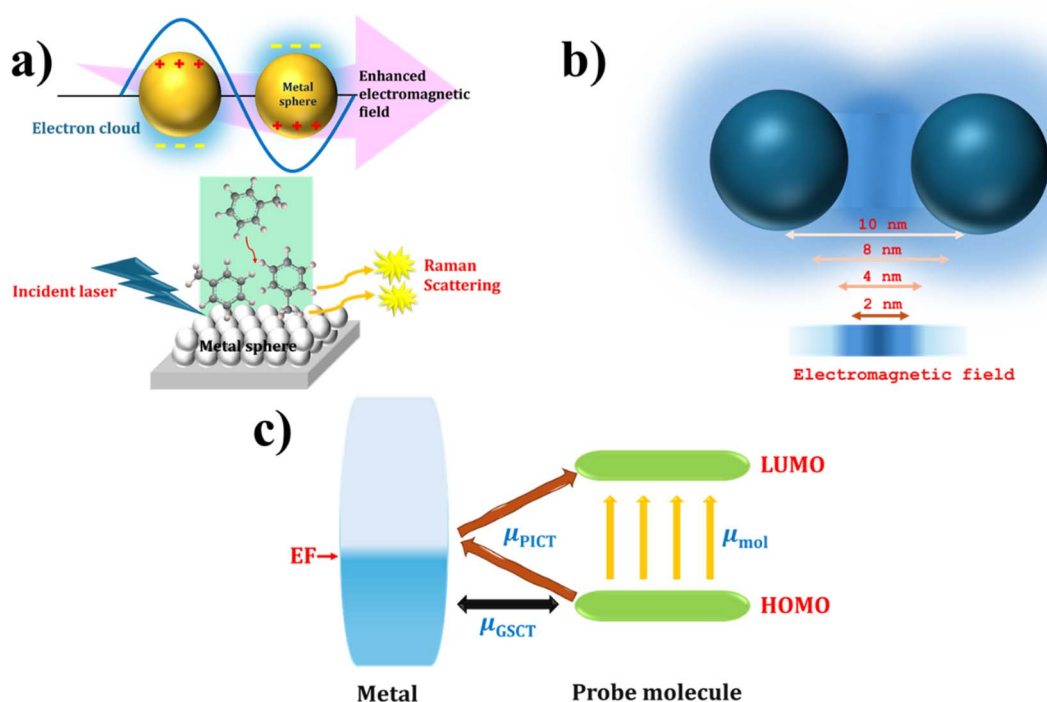 a)
+ + +
− − −
Electron cloud
− − −
Metal
sphere
+ + +
Enhanced
electromagnetic
field
Incident laser
Raman
Scattering
Metal sphere
b)
10 nm
8 nm
4 nm
2 nm
Electromagnetic field
c)
EF
μPICT
μGSCT
μmol
LUMO
HOMO
Metal
Probe molecule